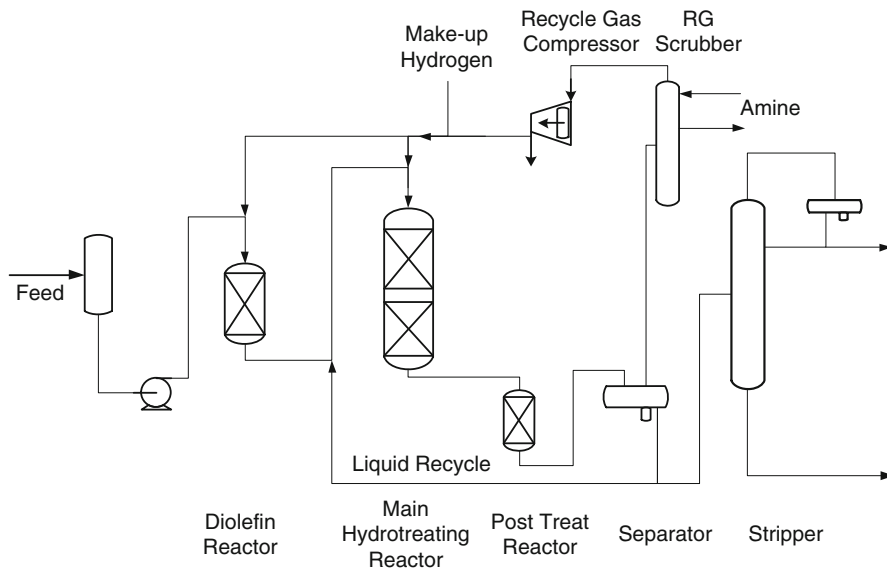 Make-up
Hydrogen
Recycle Gas
Compressor
RG
Scrubber
Amine
Feed
Liquid Recycle
Diolefin
Reactor
Main
Hydrotreating
Reactor
Post Treat
Reactor
Separator
Stripper